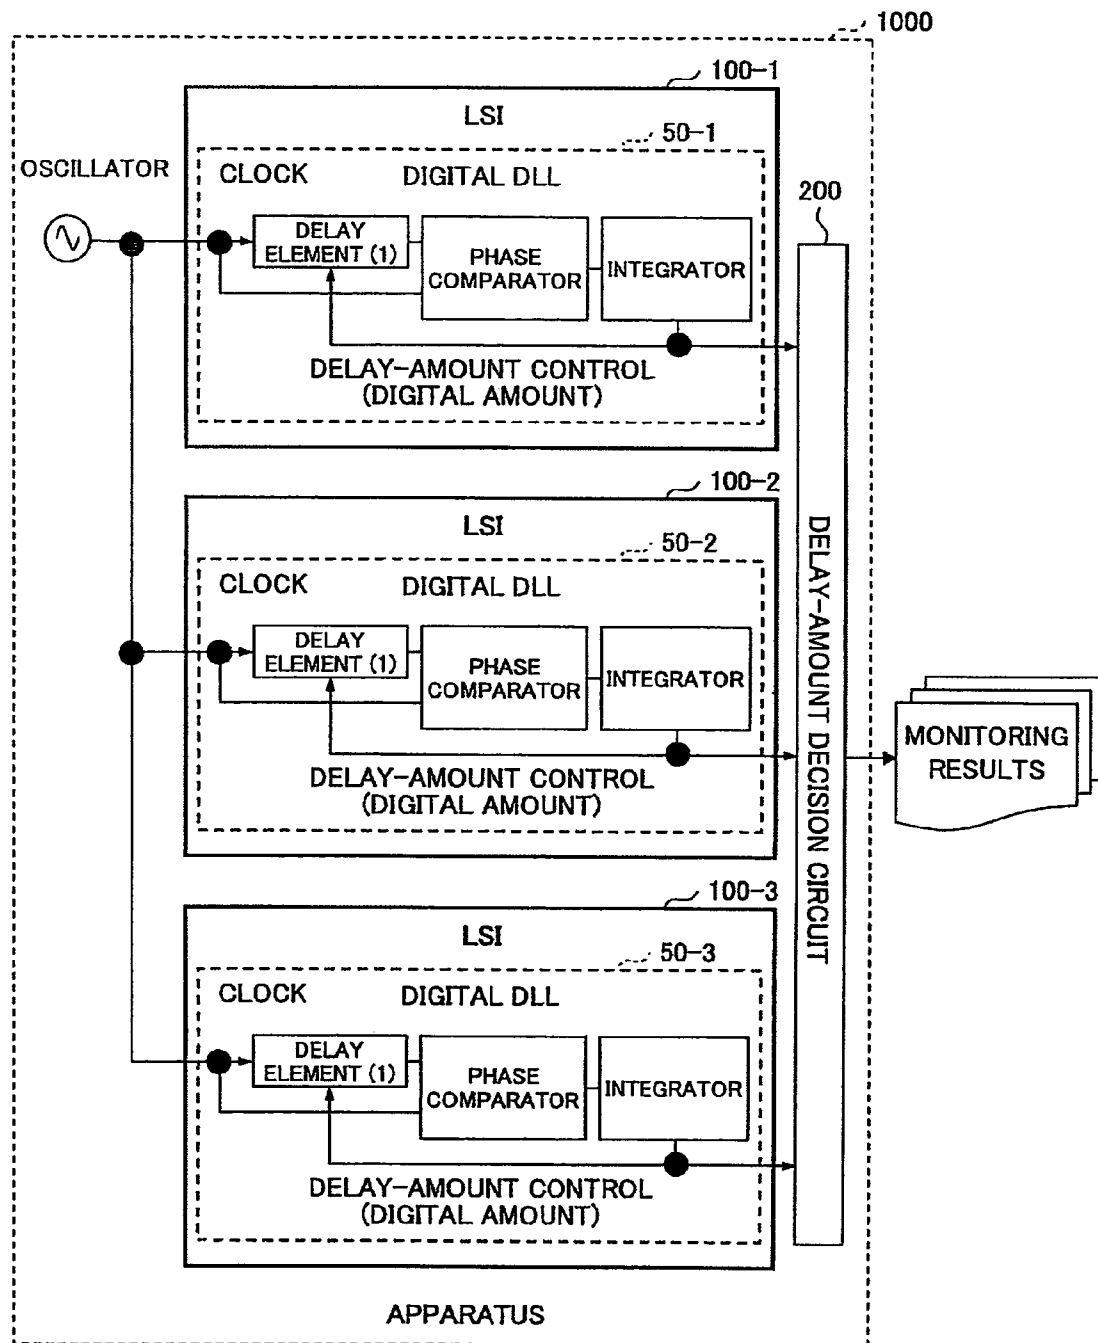 1000
100-1
LSI
50-1
OSCILLATOR
CLOCK
DIGITAL DLL
200
DELAY
ELEMENT (1)
PHASE
COMPARATOR
INTEGRATOR
DELAY-AMOUNT CONTROL
(DIGITAL AMOUNT)
100-2
LSI
50-2
CLOCK
DIGITAL DLL
DELAY
ELEMENT (1)
PHASE
COMPARATOR
INTEGRATOR
DELAY-AMOUNT CONTROL
(DIGITAL AMOUNT)
DELAY-AMOUNT DECISION CIRCUIT
MONITORING
RESULTS
100-3
LSI
50-3
CLOCK
DIGITAL DLL
DELAY
ELEMENT (1)
PHASE
COMPARATOR
INTEGRATOR
DELAY-AMOUNT CONTROL
(DIGITAL AMOUNT)
APPARATUS